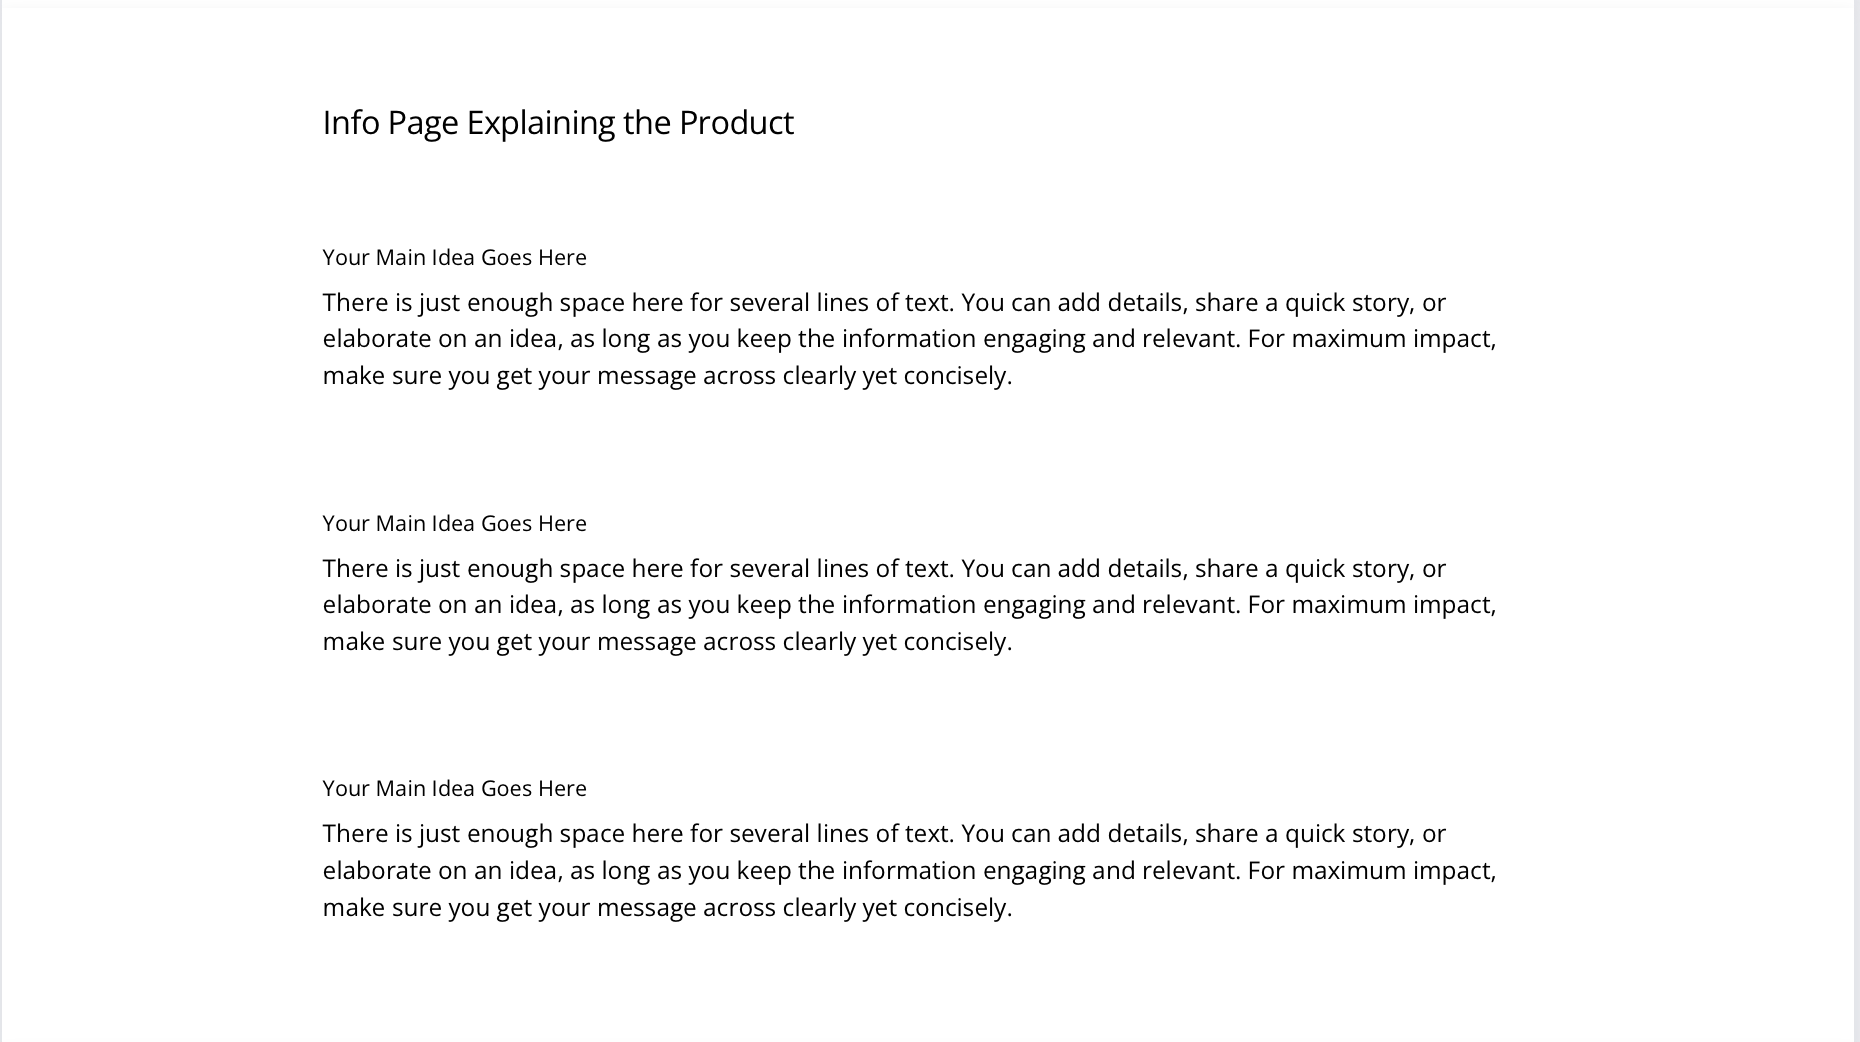 Info Page Explaining the Product
Your Main Idea Goes Here
There is just enough space here for several lines of text. You can add details, share a quick story, or
elaborate on an idea, as long as you keep the information engaging and relevant. For maximum impact,
make sure you get your message across clearly yet concisely.
Your Main Idea Goes Here
There is just enough space here for several lines of text. You can add details, share a quick story, or
elaborate on an idea, as long as you keep the information engaging and relevant. For maximum impact,
make sure you get your message across clearly yet concisely.
Your Main Idea Goes Here
There is just enough space here for several lines of text. You can add details, share a quick story, or
elaborate on an idea, as long as you keep the information engaging and relevant. For maximum impact,
make sure you get your message across clearly yet concisely.